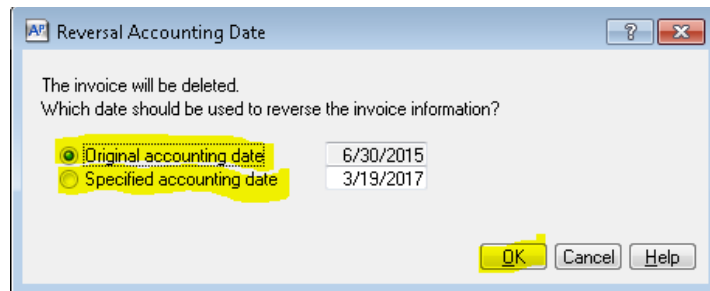 AP Reversal Accounting Date ?
The invoice will be deleted.
Which date should be used to reverse the invoice information?
Original accounting date 6/30/2015
Specified accounting date 3/19/2017
OK Cancel Help